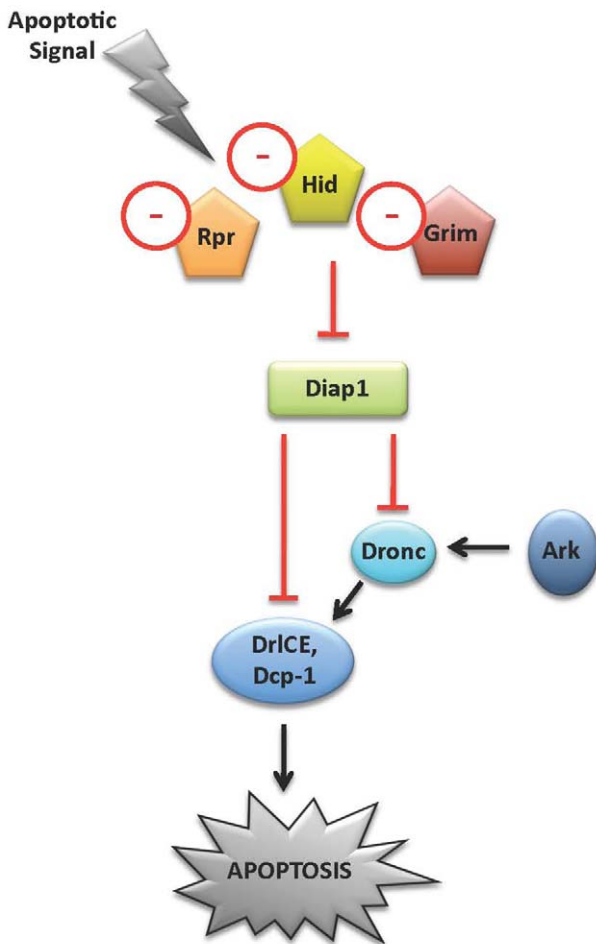 Apoptotic
Signal
-
Hid
-
Rpr
-
Grim
Diap1
Dronc
Ark
DrICE,
Dcp-1
APOPTOSIS